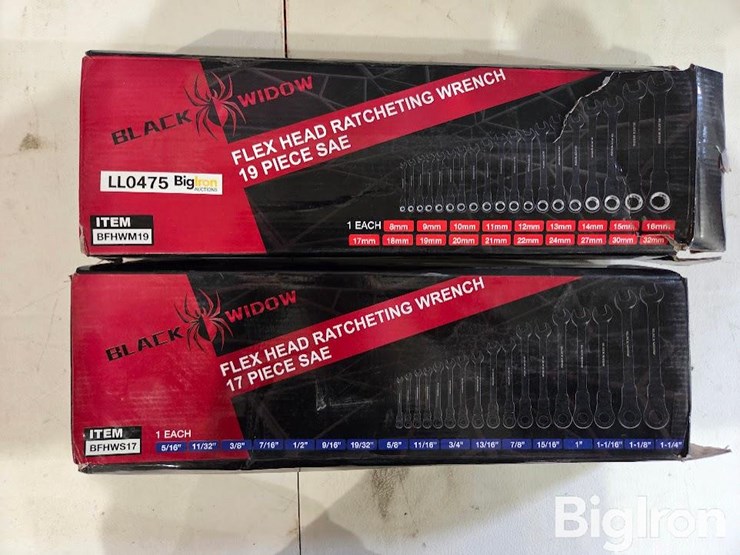 BLACK WIDOW
FLEX HEAD RATCHETING WRENCH
19 PIECE SAE
LL0475 BigIron
AUCTIONS
ITEM
BFHWM19
1 EACH 8mm 9mm 10mm 11mm 12mm 13mm 14mm 15mm 16mm
17mm 18mm 19mm 20mm 21mm 22mm 24mm 27mm 30mm 32mm
BLACK WIDOW
FLEX HEAD RATCHETING WRENCH
17 PIECE SAE
ITEM
BFHWS17
1 EACH
5/16" 11/32" 3/8" 7/16" 1/2" 9/16" 19/32" 5/8" 11/16" 3/4" 13/16" 7/8" 15/16" 1" 1-1/16" 1-1/8" 1-1/4"
BigIron